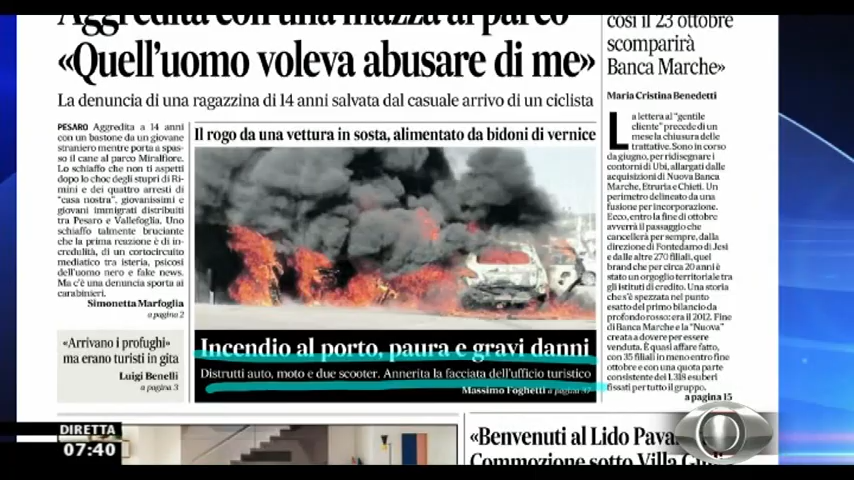 Aggredita con una mazza al parco
«Quell'uomo voleva abusare di me»
La denuncia di una ragazzina di 14 anni salvata dal casuale arrivo di un ciclista
PESARO Aggredita a 14 anni
con un bastone da un giovane
straniero mentre porta a spas-
so il cane al parco Miralfiore.
Lo schiaffo che non ti aspetti
dopo lo choc degli stupri di Ri-
mini e dei quattro arresti di
"casa nostra", giovanissimi e
giovani immigrati distribuiti
tra Pesaro e Vallefoglia. Uno
schiaffo talmente bruciante
che la prima reazione è di in-
credulità, di un cortocircuito
mediatico tra isteria, psicosi
dell'uomo nero e fake news.
Ma c'è una denuncia sporta ai
carabinieri.
Simonetta Marfoglia
a pagina 2
«Arrivano i profughi»
ma erano turisti in gita
Luigi Benelli
a pagina 3
Il rogo da una vettura in sosta, alimentato da bidoni di vernice
Incendio al porto, paura e gravi danni
Distrutti auto, moto e due scooter. Annerita la facciata dell'ufficio turistico
Massimo Foghetti a pagina 37
così il 23 ottobre
scomparirà
Banca Marche»
Maria Cristina Benedetti
La lettera al "gentile
cliente" precede di un
mese la chiusura delle
trattative. Sono in corso
da giugno, per ridisegnare i
contorni di Ubi, allargati dalle
acquisizioni di Nuova Banca
Marche, Etruria e Chieti. Un
perimetro delineato da una
fusione per incorporazione.
Ecco, entro la fine di ottobre
avverrà il passaggio che
cancellerà per sempre, dalla
direzione di Fontedamo di Jesi
e dalle altre 270 filiali, quel
brand che per circa 20 anni è
stato un orgoglio territoriale tra
gli istituti di credito. Una storia
che s'è spezzata nel punto
esatto del primo bilancio da
profondo rosso: era il 2012. Fine
di Banca Marche e la "Nuova"
creata a dovere per essere
venduta. È quasi affare fatto,
con 35 filiali in meno entro fine
ottobre e con una quota parte
consistente dei 1.318 esuberi
fissati per tutto il gruppo.
a pagina 15
DIRETTA
07:40
«Benvenuti al Lido
Commozione sotto Villa